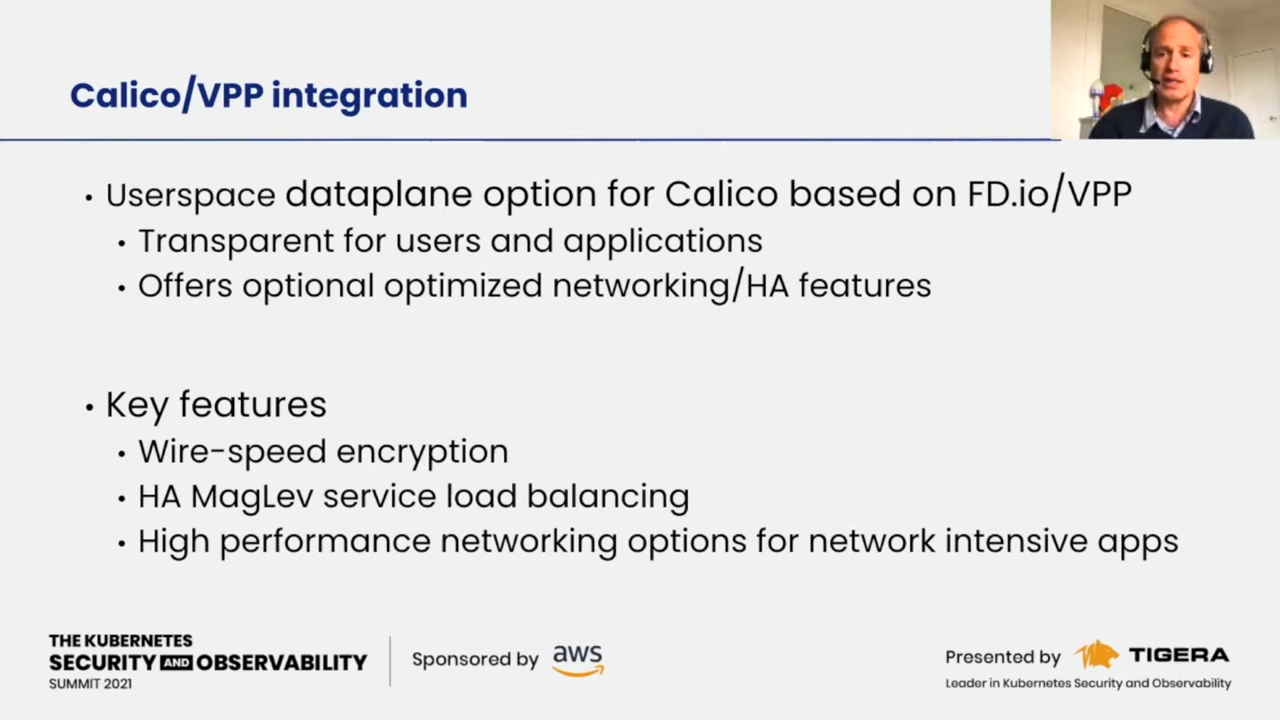 Calico/VPP integration
• Userspace dataplane option for Calico based on FD.io/VPP
• Transparent for users and applications
• Offers optional optimized networking/HA features
• Key features
• Wire-speed encryption
• HA MagLev service load balancing
• High performance networking options for network intensive apps
THE KUBERNETES
SECURITY AND OBSERVABILITY
SUMMIT 2021
Sponsored by aws
Presented by TIGERA
Leader in Kubernetes Security and Observability